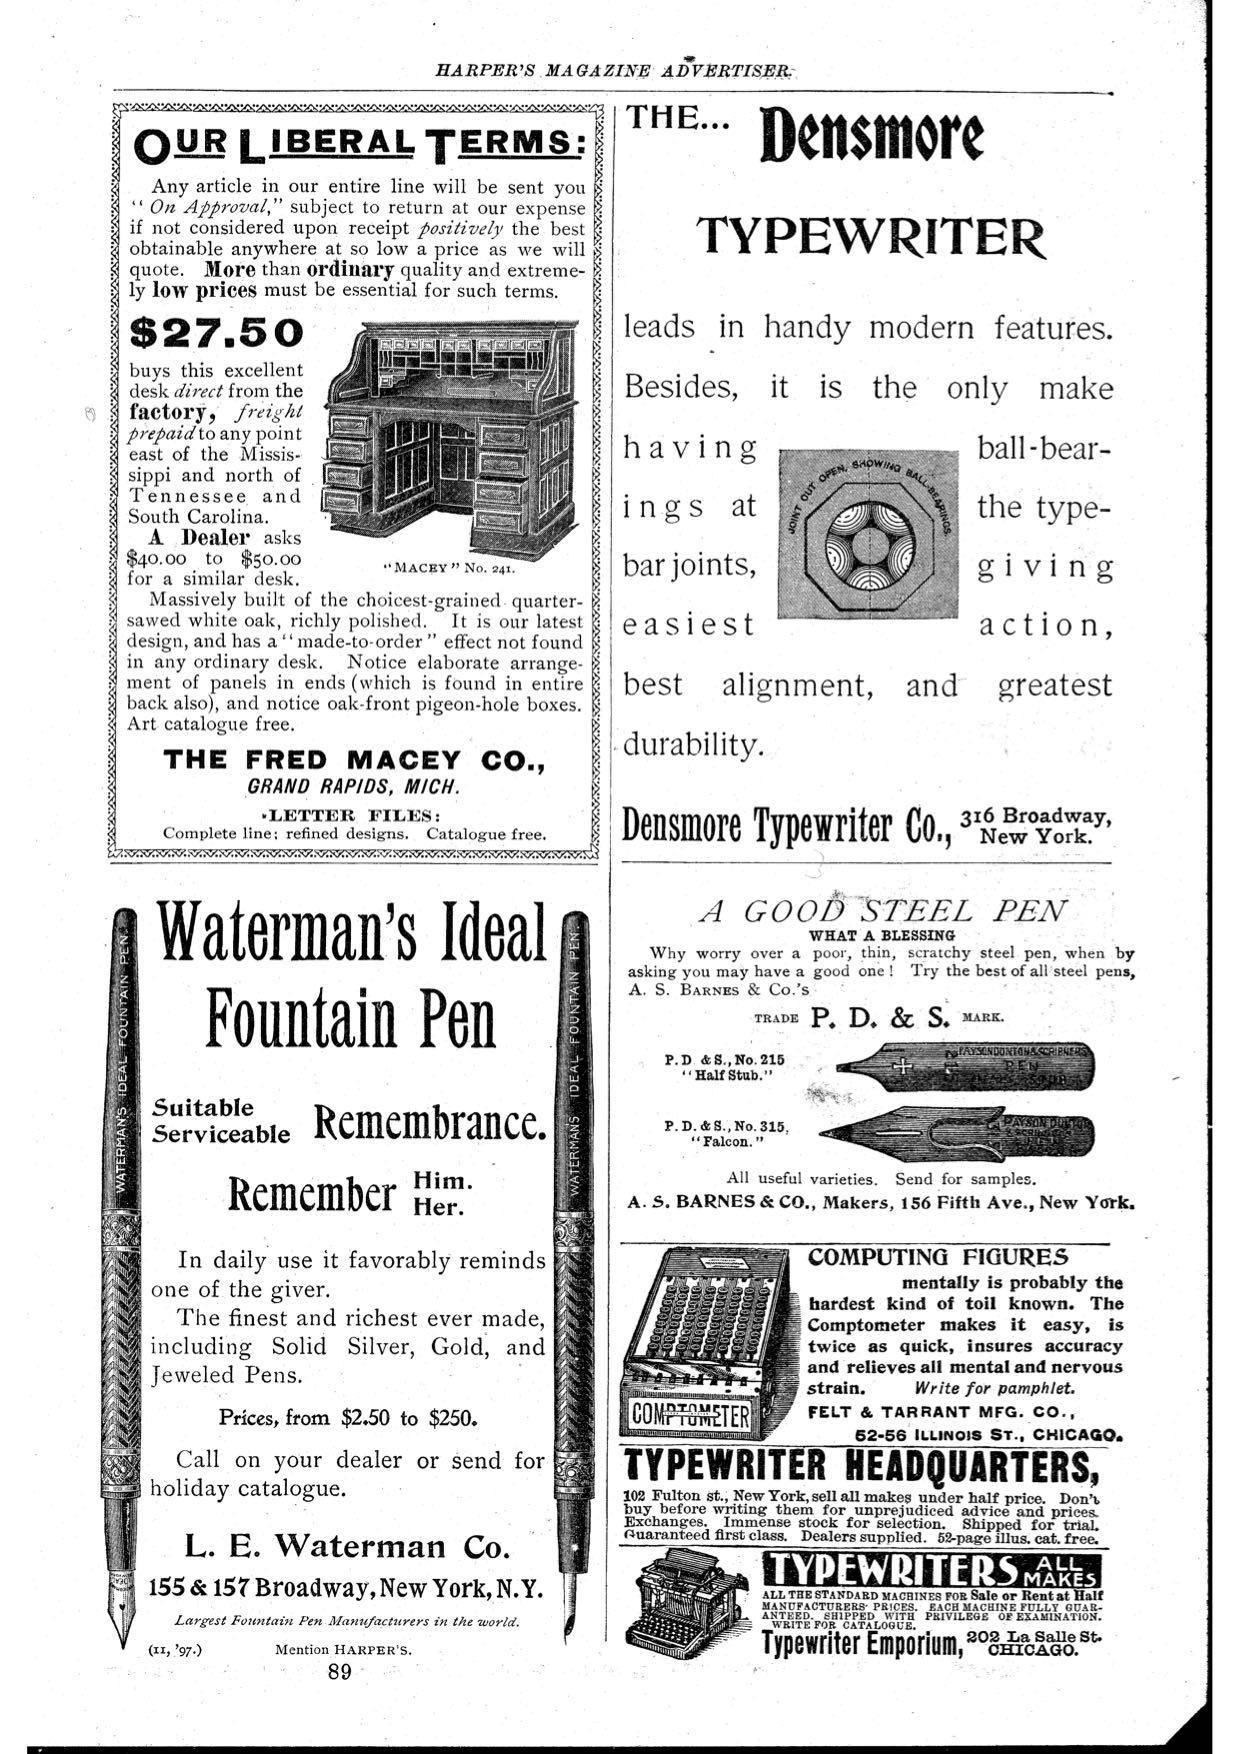 HARPER'S MAGAZINE ADVERTISER.
OUR LIBERAL TERMS:
Any article in our entire line will be sent you
"On Approval," subject to return at our expense
if not considered upon receipt positively the best
obtainable anywhere at so low a price as we will
quote. More than ordinary quality and extreme-
ly low prices must be essential for such terms.
$27.50
buys this excellent
desk direct from the
factory, freight
prepaid to any point
east of the Missis-
sippi and north of
Tennessee and
South Carolina.
A Dealer asks
$40.00 to $50.00
for a similar desk.
"MACEY" No. 241.
Massively built of the choicest-grained quarter-
sawed white oak, richly polished. It is our latest
design, and has a "made-to-order" effect not found
in any ordinary desk. Notice elaborate arrange-
ment of panels in ends (which is found in entire
back also), and notice oak-front pigeon-hole boxes.
Art catalogue free.
THE FRED MACEY CO.,
GRAND RAPIDS, MICH.
LETTER FILES:
Complete line; refined designs. Catalogue free.
WATERMANS IDEAL FOUNTAIN PEN.
Waterman's Ideal
Fountain Pen
Suitable
Serviceable Remembrance.
Remember Him.
Her.
In daily use it favorably reminds
one of the giver.
The finest and richest ever made,
including Solid Silver, Gold, and
Jeweled Pens.
Prices, from $2.50 to $250.
Call on your dealer or send for
holiday catalogue.
L. E. Waterman Co.
155 & 157 Broadway, New York, N.Y.
Largest Fountain Pen Manufacturers in the world.
(11, '97.) Mention HARPER'S.
WATERMANS IDEAL FOUNTAIN PEN.
89
THE... Densmore
TYPEWRITER
leads in handy modern features.
Besides, it is the only make
having ball-bear-
ings at the type-
bar joints, giving
easiest action,
JOINT CUT OPEN, SHOWING BALL-BEARINGS.
best alignment, and greatest
durability.
Densmore Typewriter Co., 316 Broadway,
New York.
A GOOD STEEL PEN
WHAT A BLESSING
Why worry over a poor, thin, scratchy steel pen, when by
asking you may have a good one! Try the best of all steel pens,
A. S. BARNES & Co.'s
TRADE P. D. & S. MARK.
P. D & S., No. 215
"Half Stub."
P. D. & S., No. 315,
"Falcon."
All useful varieties. Send for samples.
A. S. BARNES & CO., Makers, 156 Fifth Ave., New York.
COMPTOMETER
COMPUTING FIGURES
mentally is probably the
hardest kind of toil known. The
Comptometer makes it easy, is
twice as quick, insures accuracy
and relieves all mental and nervous
strain. Write for pamphlet.
FELT & TARRANT MFG. CO.,
52-56 ILLINOIS ST., CHICAGO.
TYPEWRITER HEADQUARTERS,
102 Fulton st., New York, sell all makes under half price. Don't
buy before writing them for unprejudiced advice and prices.
Exchanges. Immense stock for selection. Shipped for trial.
Guaranteed first class. Dealers supplied. 52-page illus. cat. free.
TYPEWRITERS ALL
MAKES
ALL THE STANDARD MACHINES FOR Sale or Rent at Half
MANUFACTURERS' PRICES. EACH MACHINE FULLY GUAR-
ANTEED. SHIPPED WITH PRIVILEGE OF EXAMINATION.
WRITE FOR CATALOGUE.
Typewriter Emporium, 202 La Salle St.
CHICAGO.